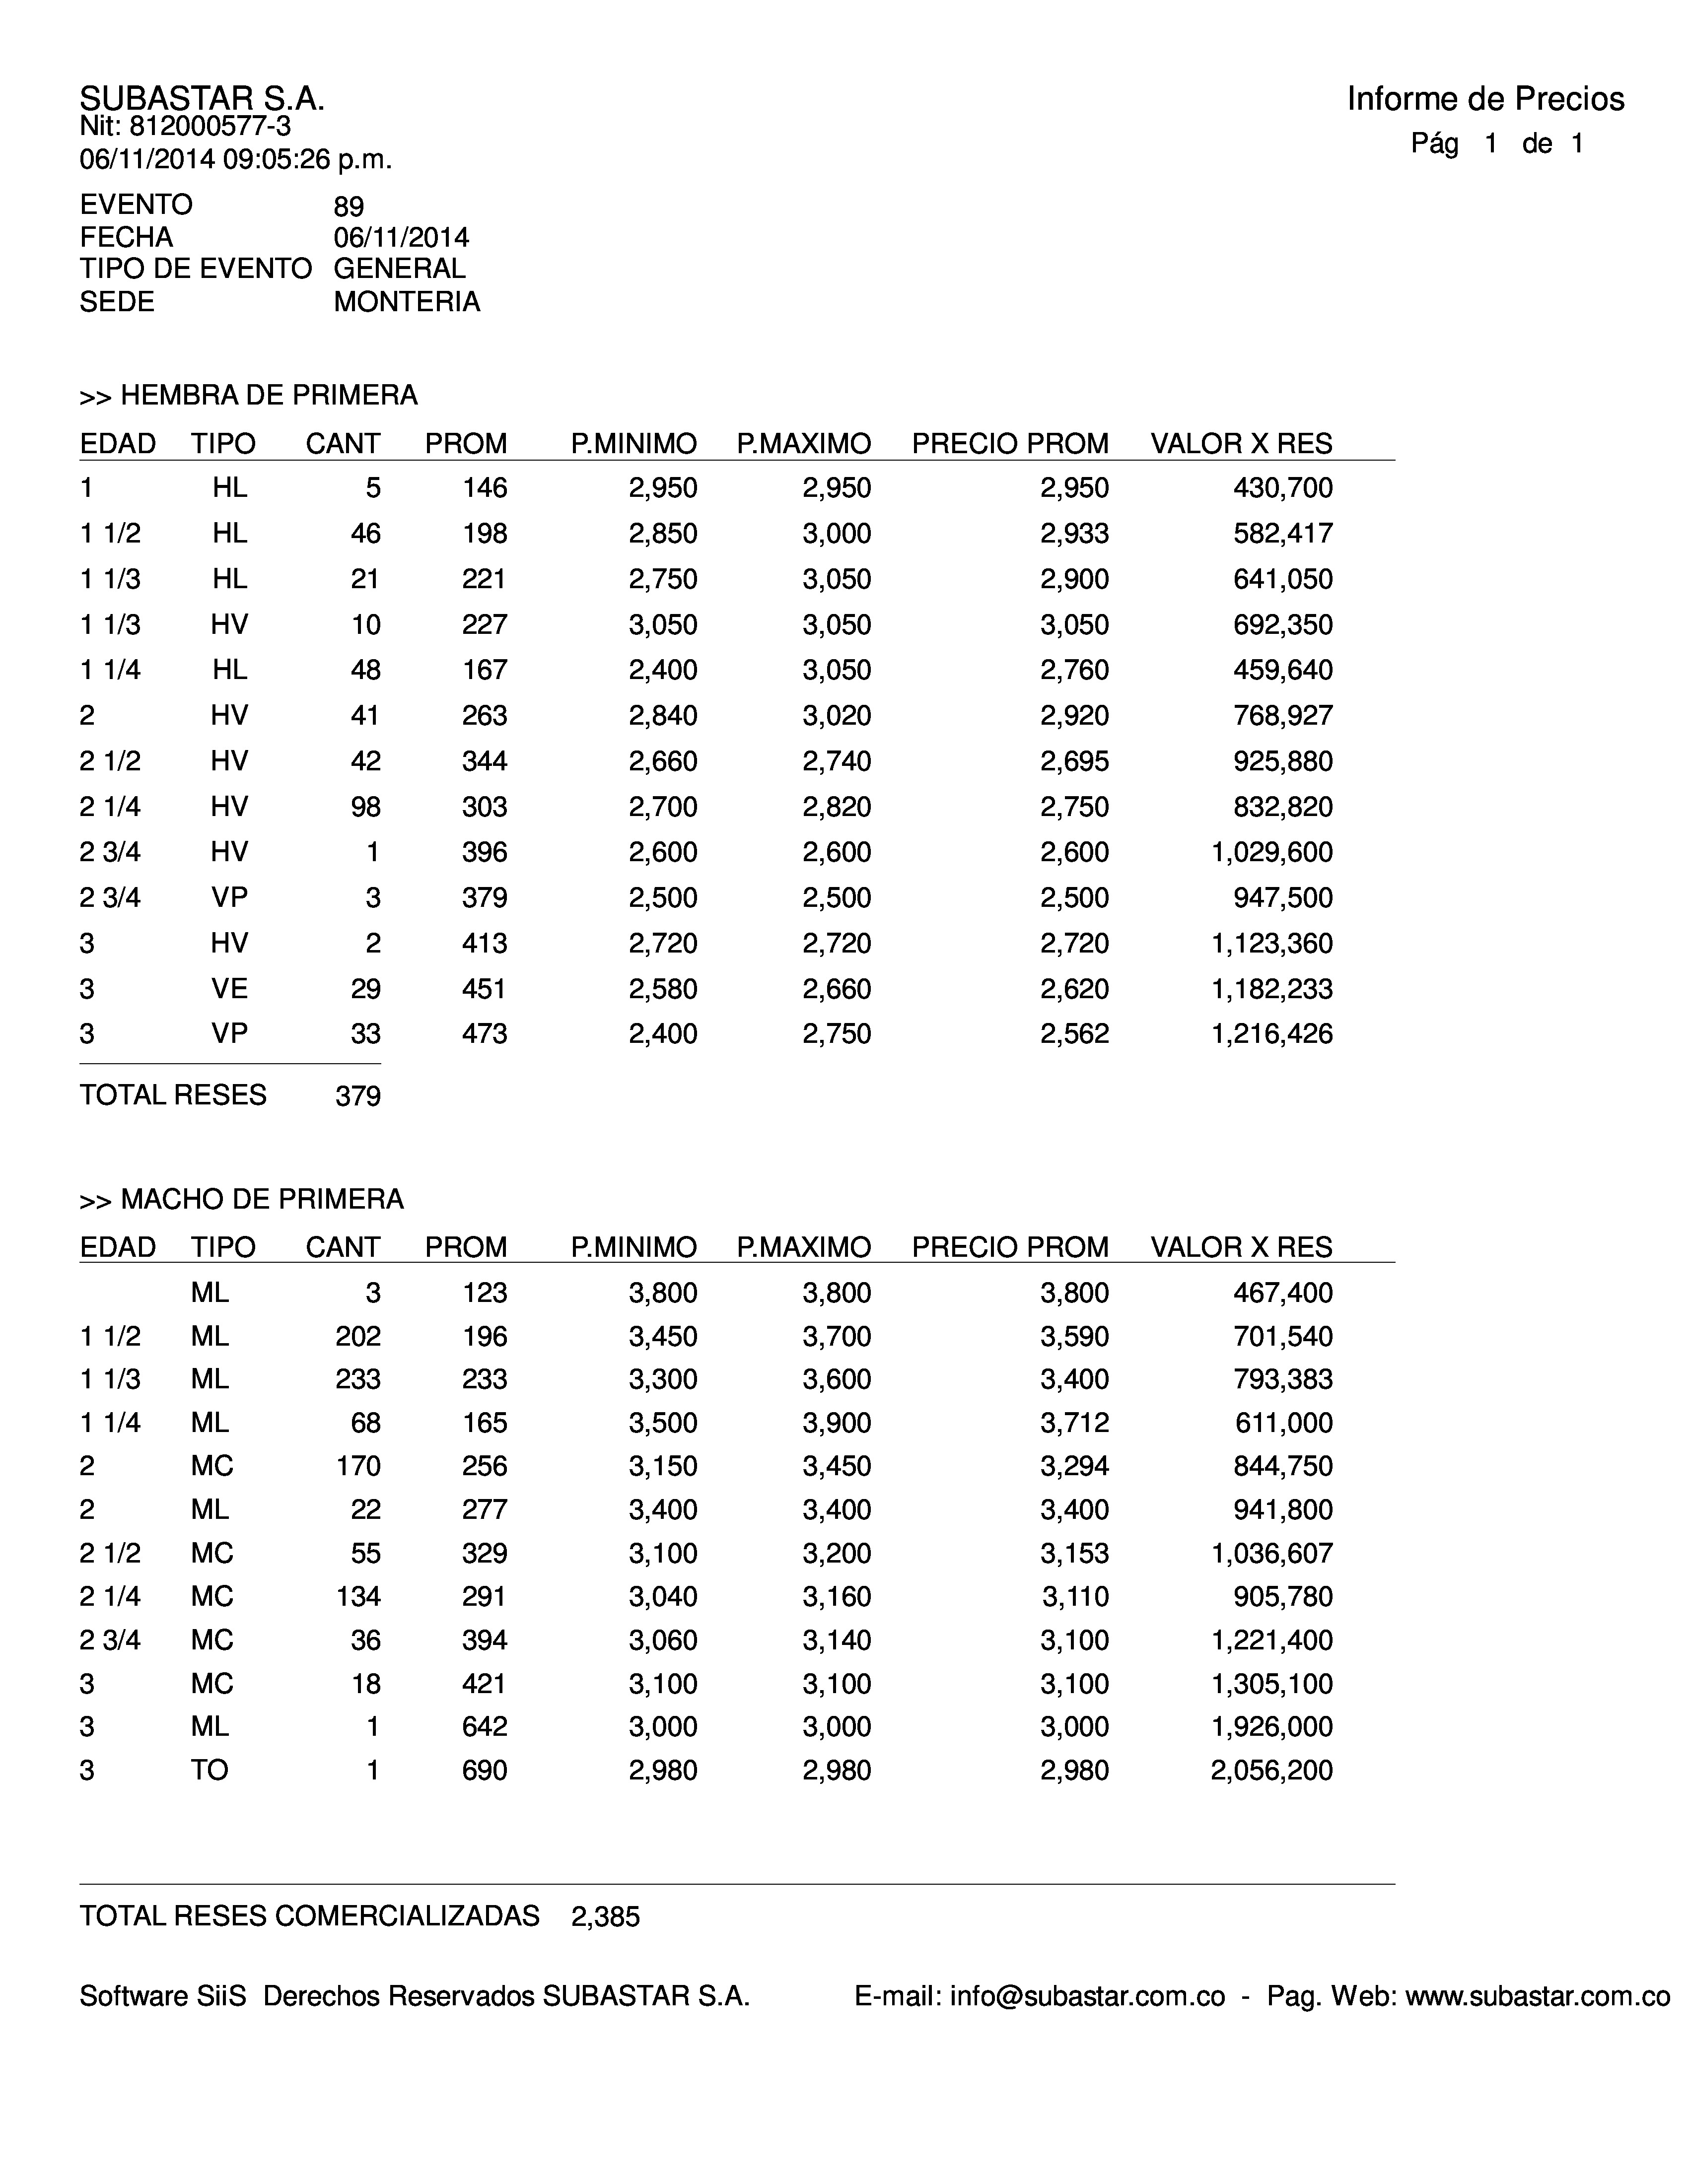 SUBASTAR S.A.
Nit: 812000577-3
06/11/2014 09:05:26 p.m.
Informe de Precios
Pág 1 de 1
EVENTO 89
FECHA 06/11/2014
TIPO DE EVENTO GENERAL
SEDE MONTERIA
>> HEMBRA DE PRIMERA
EDAD TIPO CANT PROM P.MINIMO P.MAXIMO PRECIO PROM VALOR X RES
1 HL 5 146 2,950 2,950 2,950 430,700
1 1/2 HL 46 198 2,850 3,000 2,933 582,417
1 1/3 HL 21 221 2,750 3,050 2,900 641,050
1 1/3 HV 10 227 3,050 3,050 3,050 692,350
1 1/4 HL 48 167 2,400 3,050 2,760 459,640
2 HV 41 263 2,840 3,020 2,920 768,927
2 1/2 HV 42 344 2,660 2,740 2,695 925,880
2 1/4 HV 98 303 2,700 2,820 2,750 832,820
2 3/4 HV 1 396 2,600 2,600 2,600 1,029,600
2 3/4 VP 3 379 2,500 2,500 2,500 947,500
3 HV 2 413 2,720 2,720 2,720 1,123,360
3 VE 29 451 2,580 2,660 2,620 1,182,233
3 VP 33 473 2,400 2,750 2,562 1,216,426
TOTAL RESES 379
>> MACHO DE PRIMERA
EDAD TIPO CANT PROM P.MINIMO P.MAXIMO PRECIO PROM VALOR X RES
ML 3 123 3,800 3,800 3,800 467,400
1 1/2 ML 202 196 3,450 3,700 3,590 701,540
1 1/3 ML 233 233 3,300 3,600 3,400 793,383
1 1/4 ML 68 165 3,500 3,900 3,712 611,000
2 MC 170 256 3,150 3,450 3,294 844,750
2 ML 22 277 3,400 3,400 3,400 941,800
2 1/2 MC 55 329 3,100 3,200 3,153 1,036,607
2 1/4 MC 134 291 3,040 3,160 3,110 905,780
2 3/4 MC 36 394 3,060 3,140 3,100 1,221,400
3 MC 18 421 3,100 3,100 3,100 1,305,100
3 ML 1 642 3,000 3,000 3,000 1,926,000
3 TO 1 690 2,980 2,980 2,980 2,056,200
TOTAL RESES COMERCIALIZADAS 2,385
Software SiiS Derechos Reservados SUBASTAR S.A. E-mail: info@subastar.com.co - Pag. Web: www.subastar.com.co